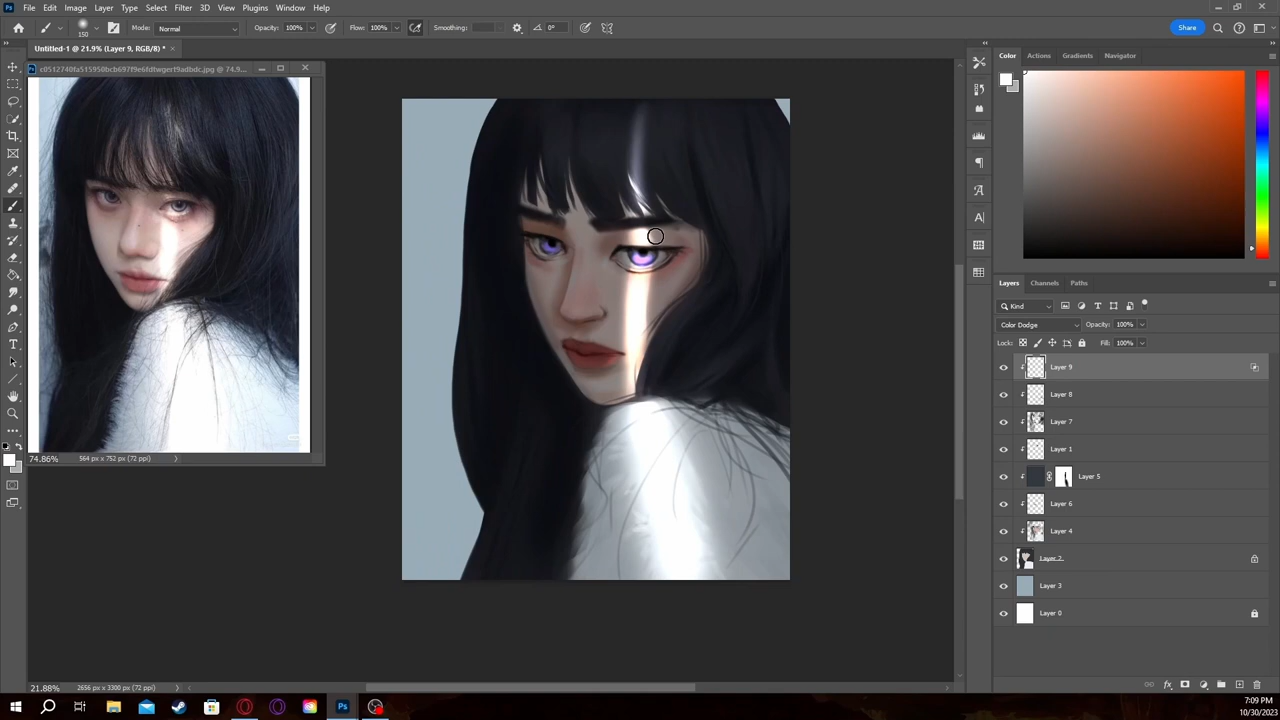 File Edit Image Layer Type Select Filter 3D View Plugins Window Help
150 Mode: Normal Opacity: 100% Flow: 100% Smoothing: 0° Share
Untitled-1 @ 21.9% (Layer 9, RGB/8) *
@ 74.9...
74.86% 564 px x 752 px (72 ppi)
21.88% 2656 px x 3300 px (72 ppi)
Color Actions Gradients Navigator
Layers Channels Paths
Kind
Color Dodge Opacity: 100%
Lock: Fill: 100%
Layer 9
Layer 8
Layer 7
Layer 1
Layer 5
Layer 6
Layer 4
Layer 2
Layer 3
Layer 0
7:09 PM
10/30/2023